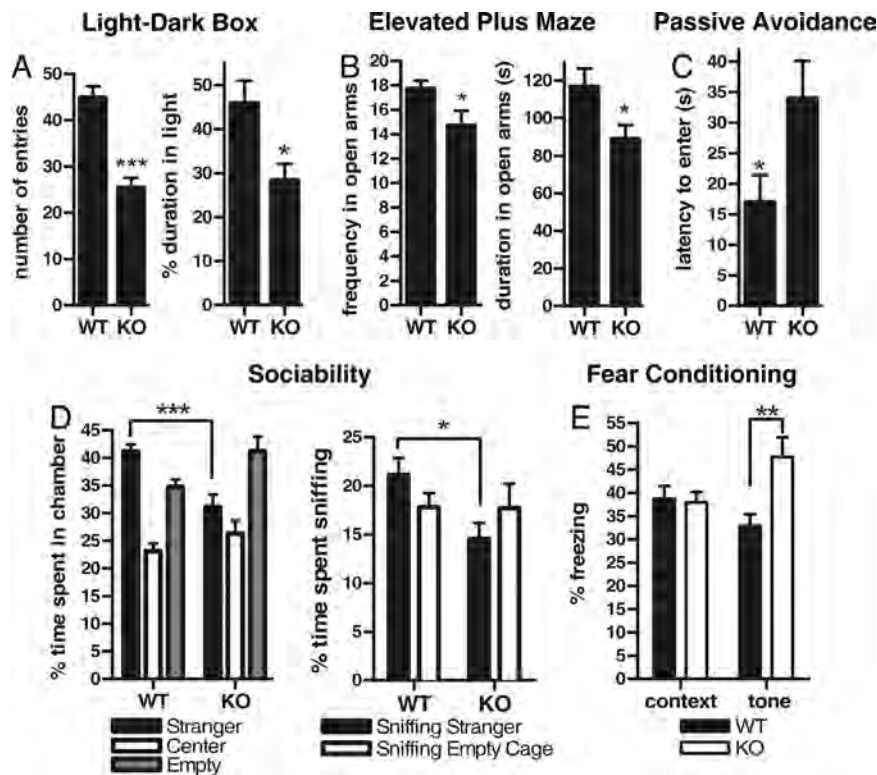 Light-Dark Box
Elevated Plus Maze
Passive Avoidance
A
number of entries
50
40
30
20
10
0
***
WT KO
% duration in light
50
40
30
20
10
0
*
WT KO
B
frequency in open arms
20
18
16
14
12
10
8
6
4
2
0
*
WT KO
duration in open arms (s)
120
100
80
60
40
20
0
*
WT KO
C
latency to enter (s)
40
35
30
25
20
15
10
5
0
*
WT KO
Sociability
Fear Conditioning
D
% time spent in chamber
45
40
35
30
25
20
15
10
5
0
***
WT KO
Stranger
Center
Empty
% time spent sniffing
25
20
15
10
5
0
*
WT KO
Sniffing Stranger
Sniffing Empty Cage
E
% freezing
55
50
45
40
35
30
25
20
15
10
5
0
**
context tone
WT
KO